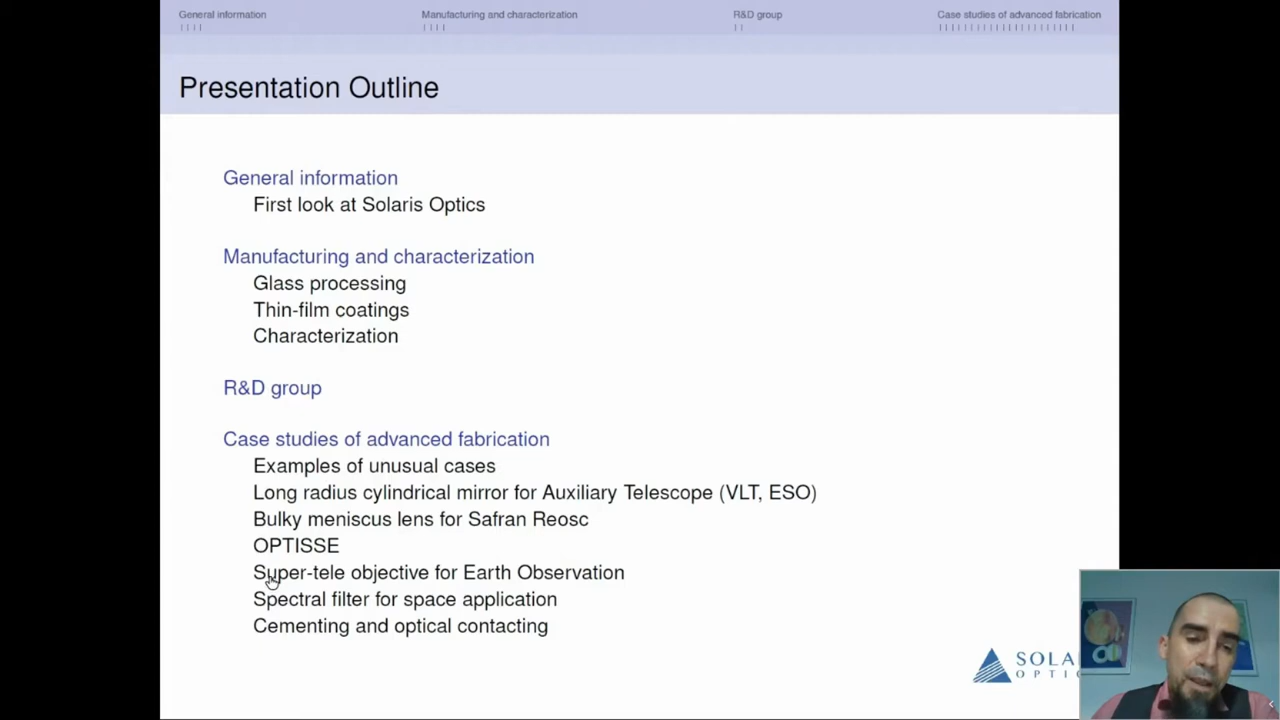 General information
Manufacturing and characterization
R&D group
Case studies of advanced fabrication
Presentation Outline
General information
First look at Solaris Optics
Manufacturing and characterization
Glass processing
Thin-film coatings
Characterization
R&D group
Case studies of advanced fabrication
Examples of unusual cases
Long radius cylindrical mirror for Auxiliary Telescope (VLT, ESO)
Bulky meniscus lens for Safran Reosc
OPTISSE
Super-tele objective for Earth Observation
Spectral filter for space application
Cementing and optical contacting
SOLA
OPTI